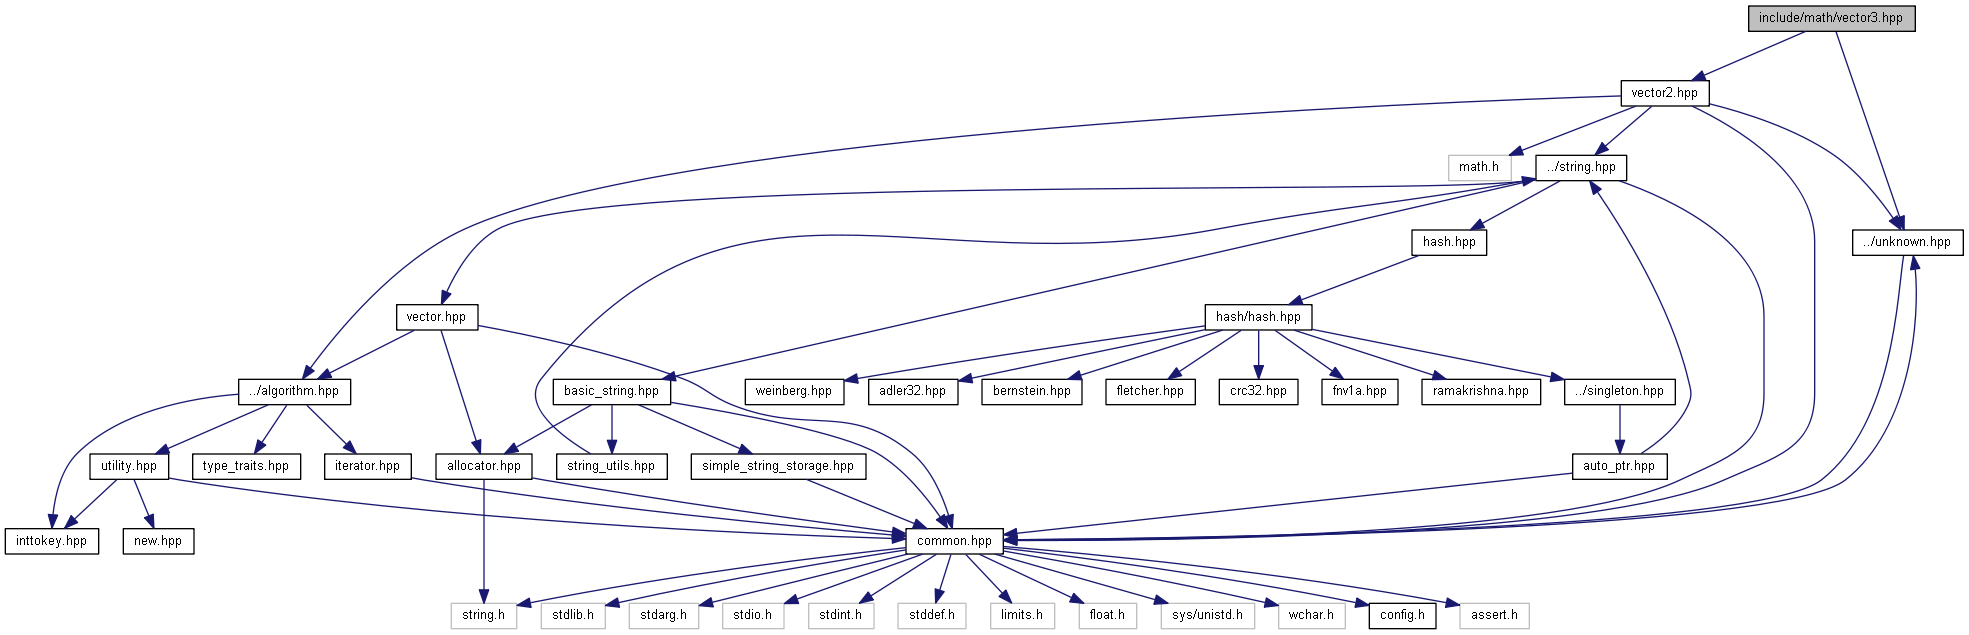 include/math/vector3.hpp
vector2.hpp
math.h
../string.hpp
hash.hpp
../unknown.hpp
vector.hpp
hash/hash.hpp
../algorithm.hpp
basic_string.hpp
weinberg.hpp
adler32.hpp
bernstein.hpp
fletcher.hpp
crc32.hpp
fnv1a.hpp
ramakrishna.hpp
../singleton.hpp
utility.hpp
type_traits.hpp
iterator.hpp
allocator.hpp
string_utils.hpp
simple_string_storage.hpp
auto_ptr.hpp
inttokey.hpp
new.hpp
common.hpp
string.h
stdlib.h
stdarg.h
stdio.h
stdint.h
stddef.h
limits.h
float.h
sys/unistd.h
wchar.h
config.h
assert.h